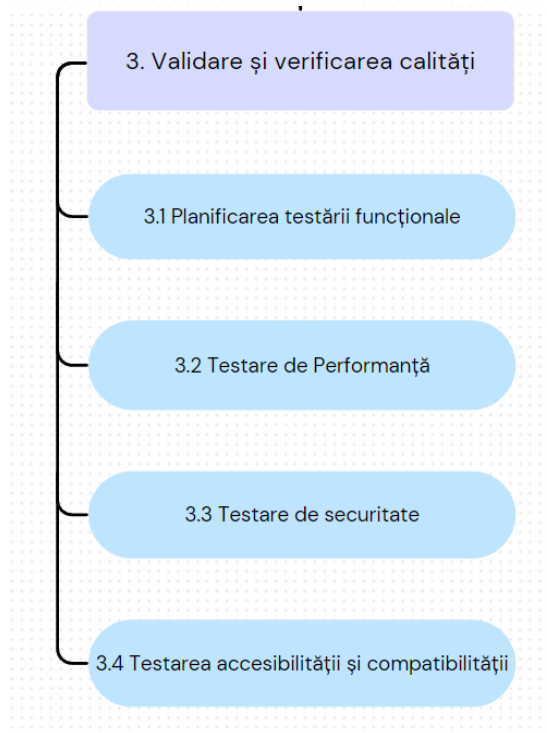 3. Validare și verificarea calități
3.1 Planificarea testării funcționale
3.2 Testare de Performanță
3.3 Testare de securitate
3.4 Testarea accesibilității și compatibilității